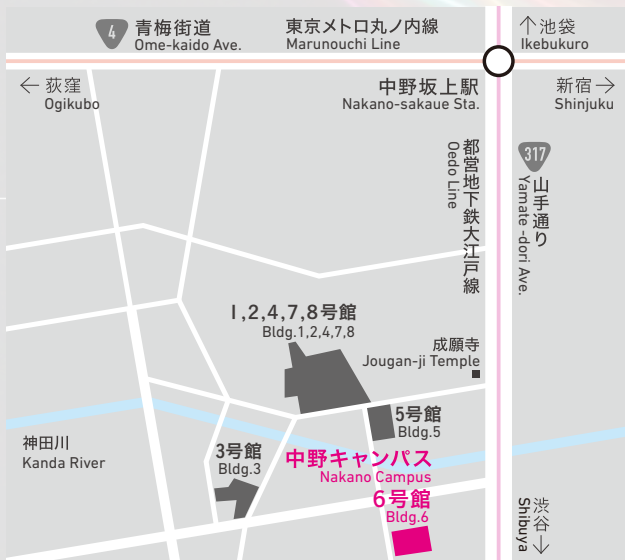 4
青梅街道
Ome-kaido Ave.
東京メトロ丸ノ内線
Marunouchi Line
↑池袋
Ikebukuro
← 荻窪
Ogikubo
中野坂上駅
Nakano-sakaue Sta.
新宿→
Shinjuku
都営地下鉄大江戸線
Oedo Line
317
山手通り
Yamate -dori Ave.
1,2,4,7,8号館
Bldg.1,2,4,7,8
成願寺
Jougan-ji Temple
5号館
Bldg.5
神田川
Kanda River
3号館
Bldg.3
中野キャンパス
Nakano Campus
6号館
Bldg.6
渋谷↓
Shibuya